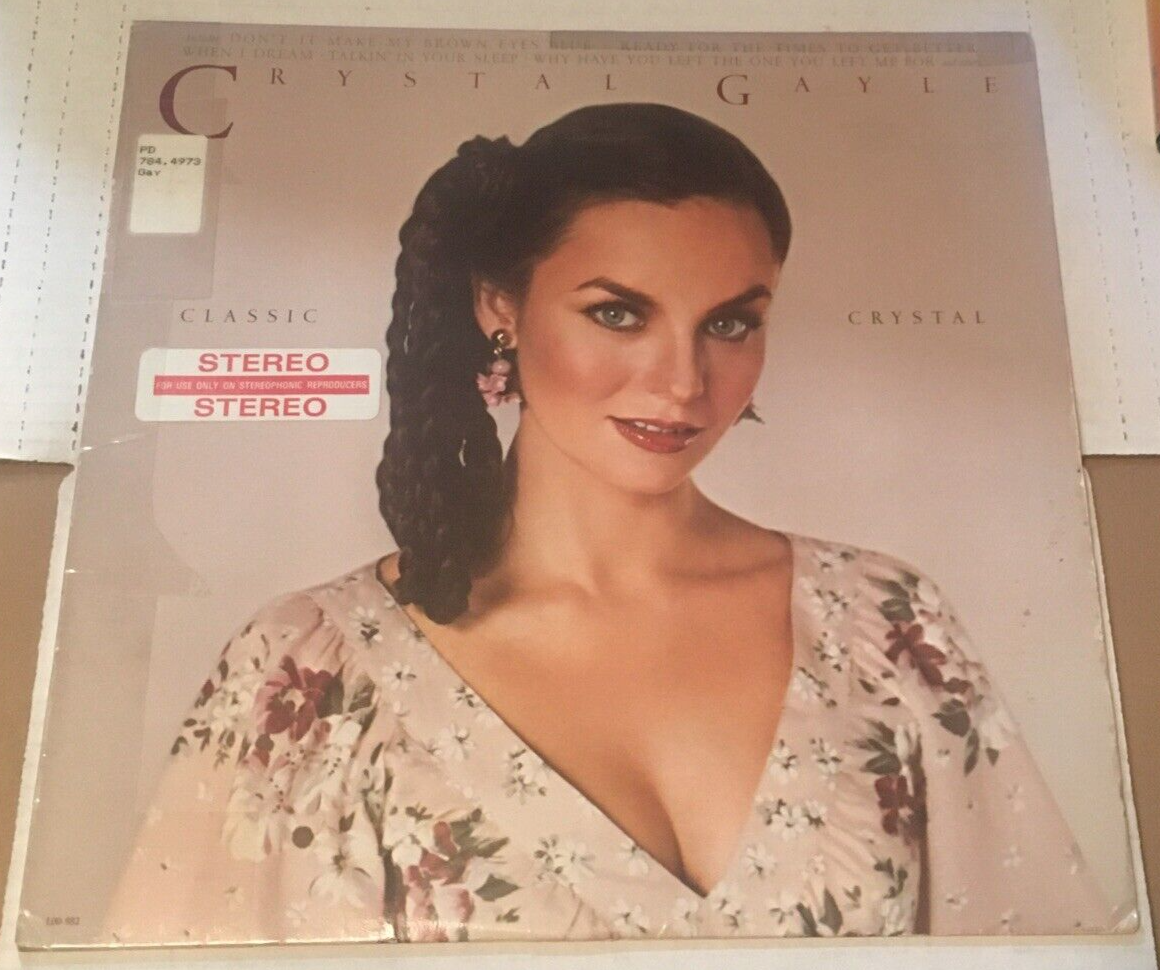 DON'T IT MAKE MY BROWN EYES BLUE · READY FOR THE TIMES TO GET BETTER
WHEN I DREAM · TALKIN' IN YOUR SLEEP · WHY HAVE YOU LEFT THE ONE YOU LEFT ME FOR and more
CRYSTAL GAYLE
PD
784.4973
Gay
CLASSIC CRYSTAL
STEREO
FOR USE ONLY ON STEREOPHONIC REPRODUCERS
STEREO